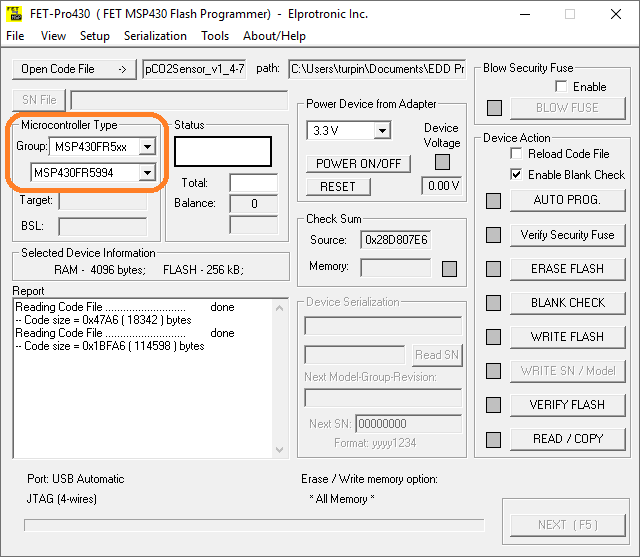 FET-Pro430 ( FET MSP430 Flash Programmer) - Elprotronic Inc.
File View Setup Serialization Tools About/Help
Open Code File -> pCO2Sensor_v1_4-7 path: C:\Users\turpin\Documents\EDD Pr
SN File
Microcontroller Type
Group: MSP430FR5xx
MSP430FR5994
Target:
BSL:
Status
Total:
Balance: 0
Selected Device Information
RAM - 4096 bytes; FLASH - 256 kB;
Report
Reading Code File ........................... done
-- Code size = 0x47A6 ( 18342 ) bytes
Reading Code File ........................... done
-- Code size = 0x1BFA6 ( 114598 ) bytes
Power Device from Adapter
3.3 V
Device
Voltage
POWER ON/OFF
RESET
0.00 V
Check Sum
Source: 0x28D807E6
Memory:
Device Serialization
Read SN
Next Model-Group-Revision:
Next SN: 00000000
Format: yyyy1234
Blow Security Fuse
Enable
BLOW FUSE
Device Action
Reload Code File
Enable Blank Check
AUTO PROG.
Verify Security Fuse
ERASE FLASH
BLANK CHECK
WRITE FLASH
WRITE SN / Model
VERIFY FLASH
READ / COPY
Port: USB Automatic
JTAG (4-wires)
Erase / Write memory option:
* All Memory *
NEXT ( F5 )